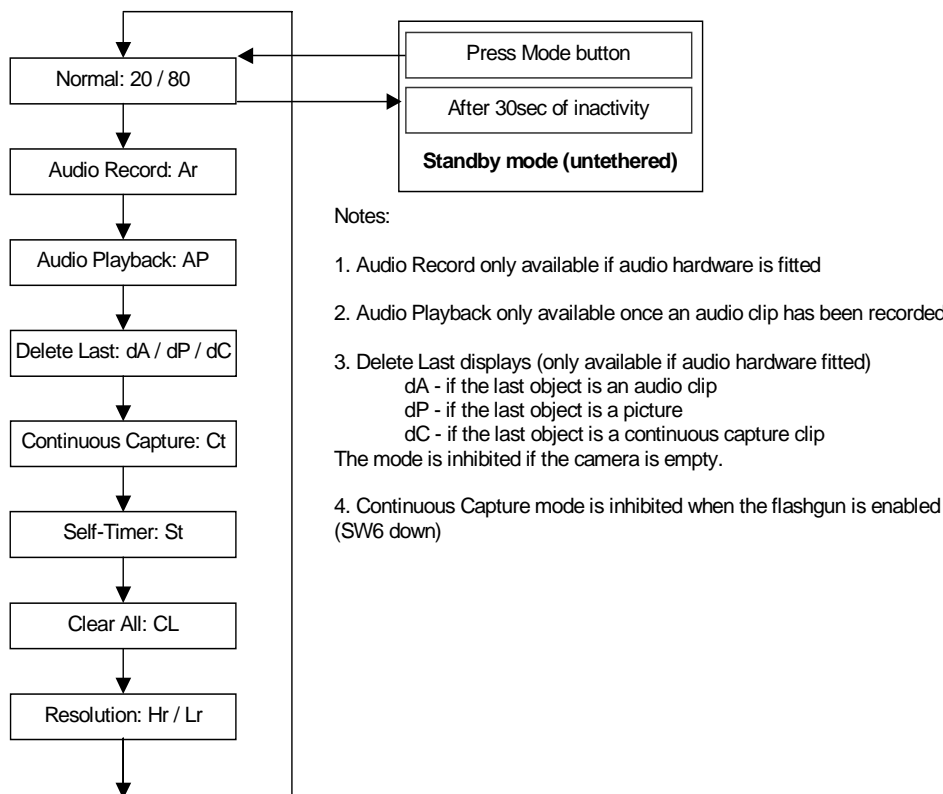 Normal: 20 / 80
Audio Record: Ar
Audio Playback: AP
Delete Last: dA / dP / dC
Continuous Capture: Ct
Self-Timer: St
Clear All: CL
Resolution: Hr / Lr
Press Mode button
After 30sec of inactivity
Standby mode (untethered)
Notes:
1. Audio Record only available if audio hardware is fitted
2. Audio Playback only available once an audio clip has been recorded
3. Delete Last displays (only available if audio hardware fitted)
dA - if the last object is an audio clip
dP - if the last object is a picture
dC - if the last object is a continuous capture clip
The mode is inhibited if the camera is empty.
4. Continuous Capture mode is inhibited when the flashgun is enabled
(SW6 down)